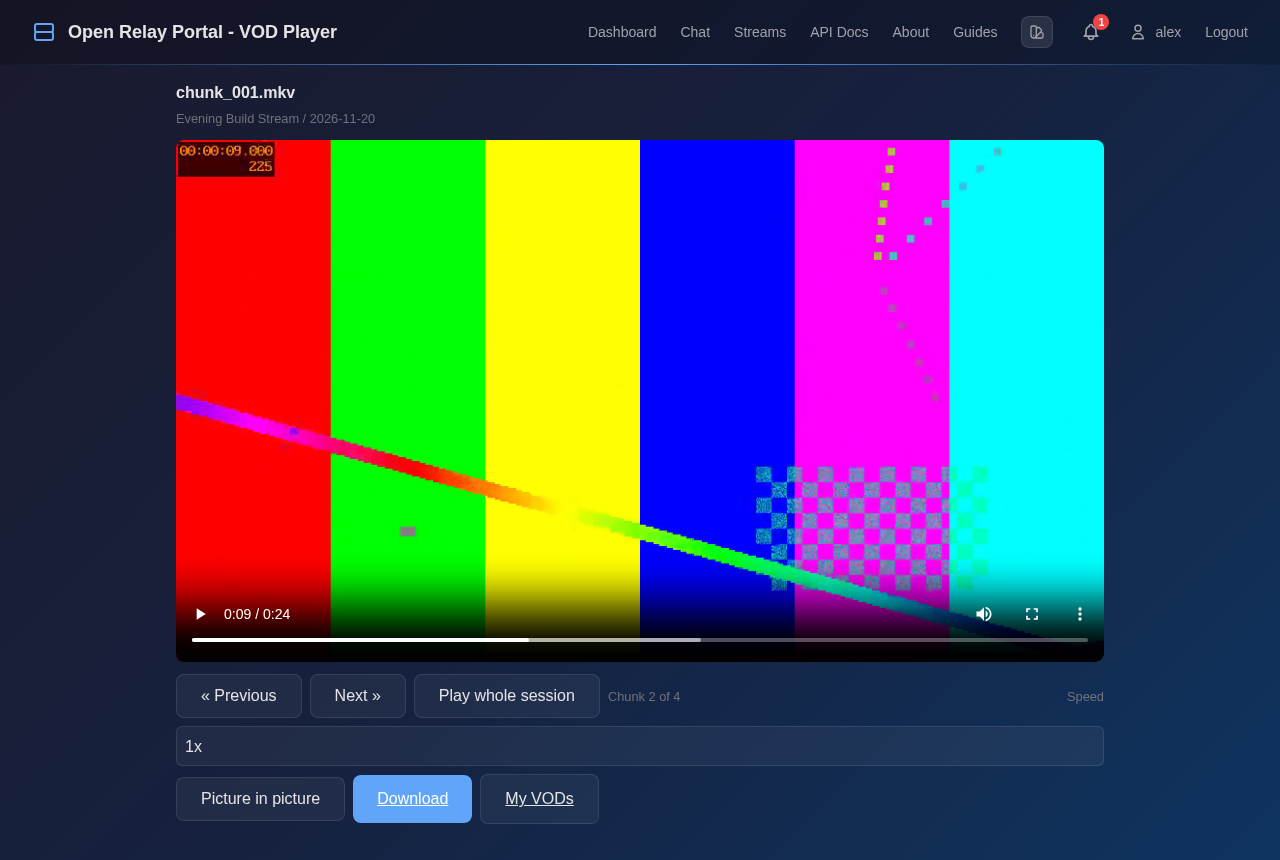 Open Relay Portal - VOD Player
Dashboard
Chat
Streams
API Docs
About
Guides
1
alex
Logout
chunk_001.mkv
Evening Build Stream / 2026-11-20
00:00:09.000
225
0:09 / 0:24
« Previous
Next »
Play whole session
Chunk 2 of 4
Speed
1x
Picture in picture
Download
My VODs